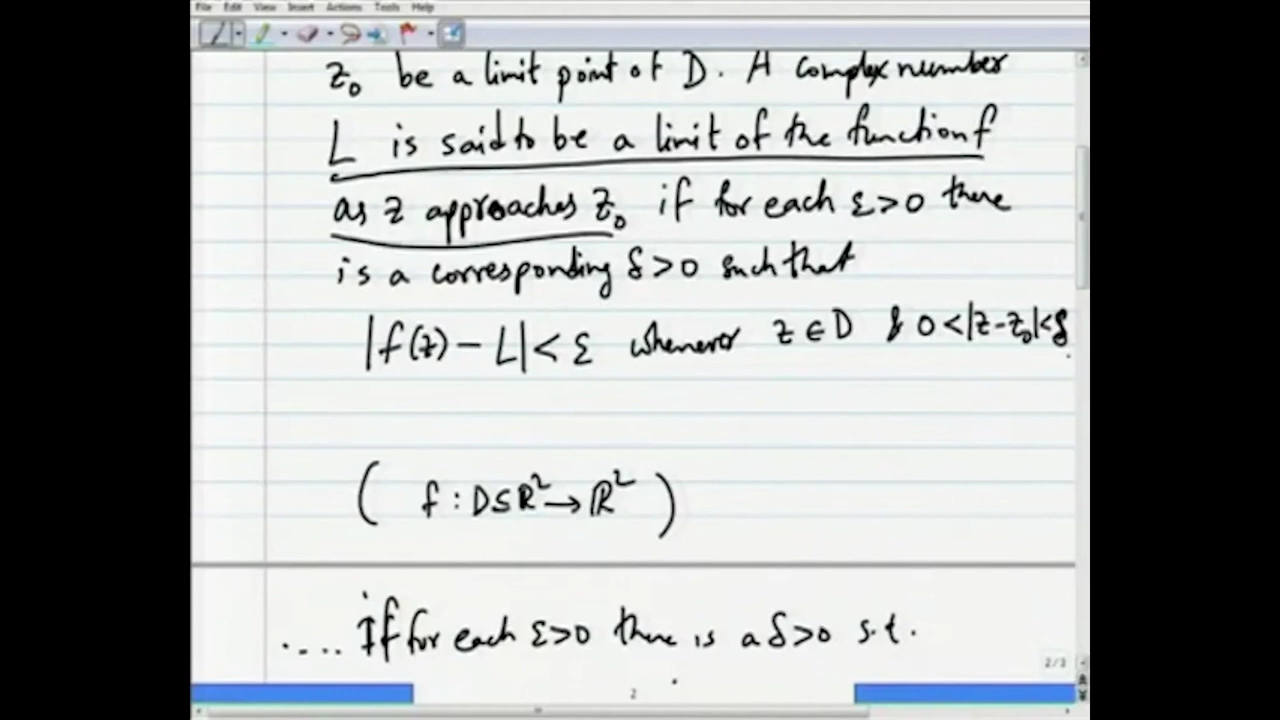 File Edit View Insert Actions Tools Help
z₀ be a limit point of D. A complex number
L is said to be a limit of the function f
as z approaches z₀ if for each ε>0 there
is a corresponding δ>0 such that
|f(z) - L| < ε whenever z ∈ D & 0 < |z - z₀| < δ.
( f : D ⊆ ℝ² → ℝ² )
.... If for each ε>0 there is a δ>0 s.t.
2/3
2